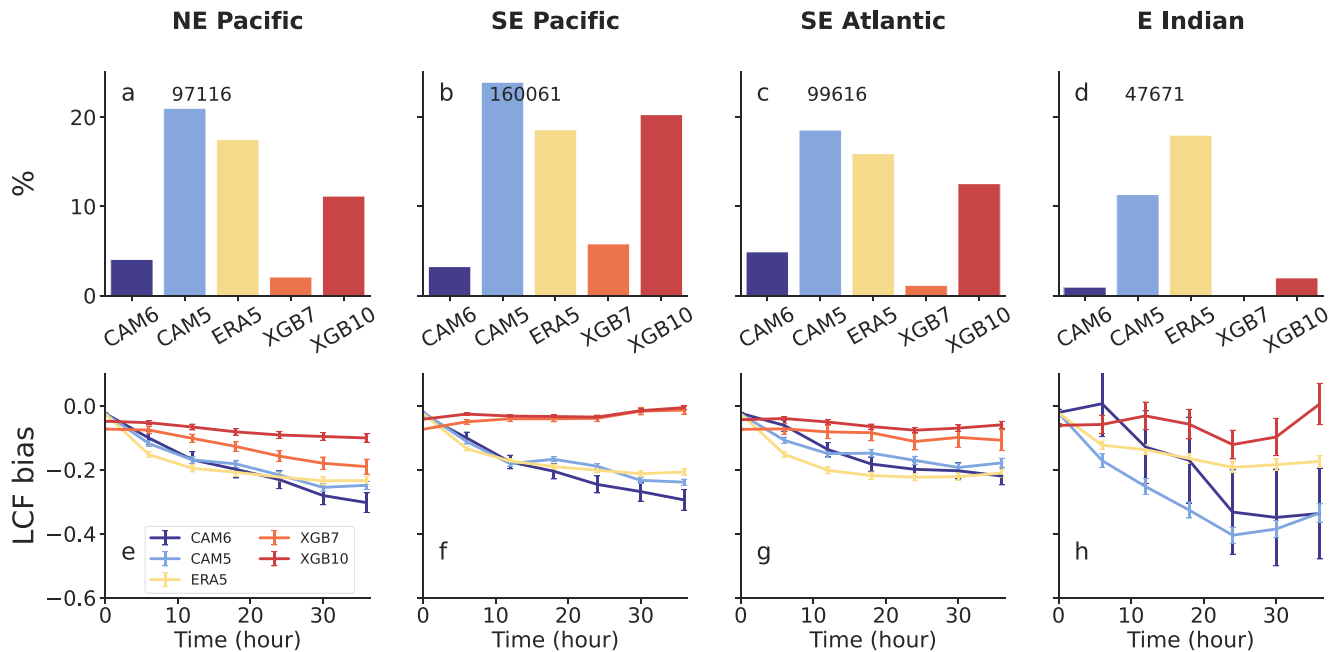 NE Pacific
SE Pacific
SE Atlantic
E Indian
%
20
10
0
a
97116
b
160061
c
99616
d
47671
CAM6
CAM5
ERA5
XGB7
XGB10
CAM6
CAM5
ERA5
XGB7
XGB10
CAM6
CAM5
ERA5
XGB7
XGB10
CAM6
CAM5
ERA5
XGB7
XGB10
LCF bias
0.0
−0.2
−0.4
−0.6
e
CAM6
CAM5
ERA5
XGB7
XGB10
f
g
h
0
10
20
30
0
10
20
30
0
10
20
30
0
10
20
30
Time (hour)
Time (hour)
Time (hour)
Time (hour)